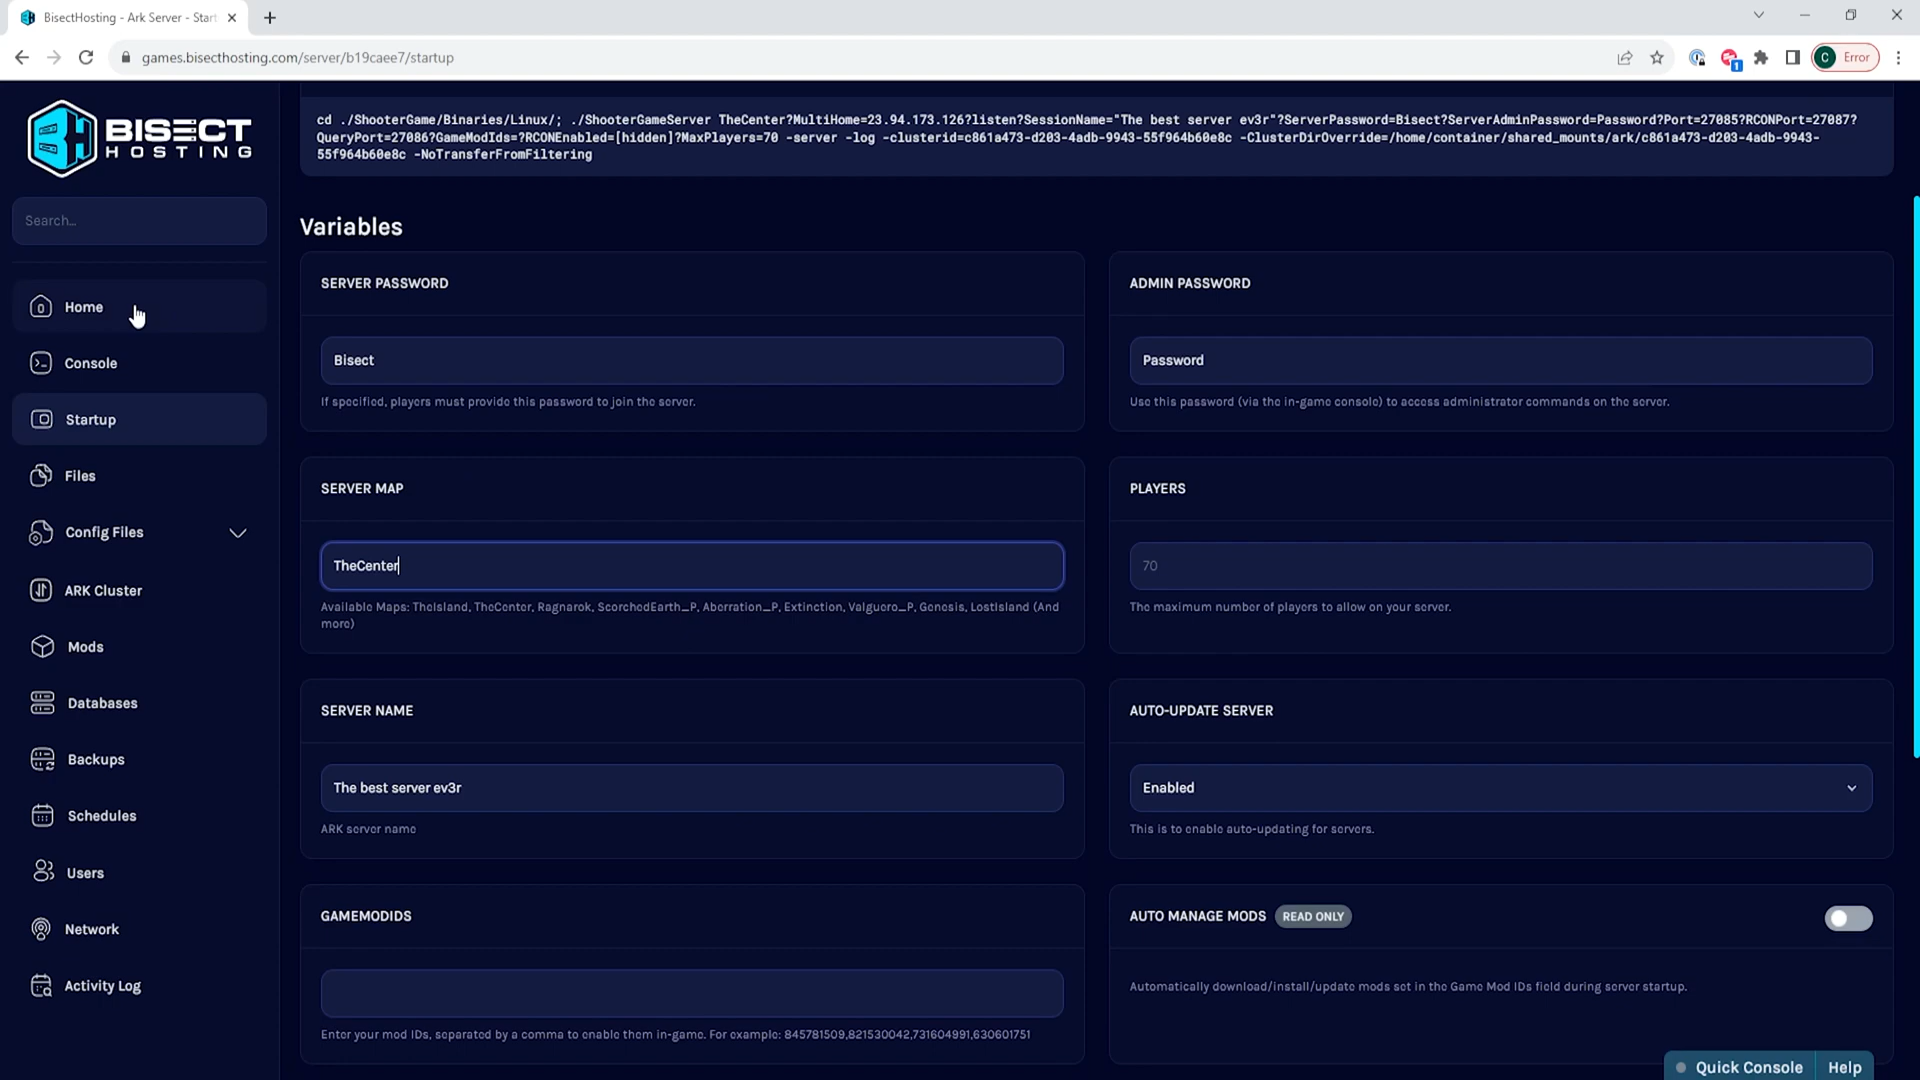 BisectHosting - Ark Server - Start
games.bisecthosting.com/server/b19caee7/startup
1
C
Error
BISECT
HOSTING
Search...
Home
Console
Startup
Files
Config Files
ARK Cluster
Mods
Databases
Backups
Schedules
Users
Network
Activity Log
cd ./ShooterGame/Binaries/Linux/; ./ShooterGameServer TheCenter?MultiHome=23.94.173.126?listen?SessionName="The best server ev3r"?ServerPassword=Bisect?ServerAdminPassword=Password?Port=27085?RCONPort=27087?
QueryPort=27086?GameModIds=?RCONEnabled=[hidden]?MaxPlayers=70 -server -log -clusterid=c861a473-d203-4adb-9943-55f964b60e8c -ClusterDirOverride=/home/container/shared_mounts/ark/c861a473-d203-4adb-9943-
55f964b60e8c -NoTransferFromFiltering
Variables
SERVER PASSWORD
Bisect
If specified, players must provide this password to join the server.
ADMIN PASSWORD
Password
Use this password (via the in-game console) to access administrator commands on the server.
SERVER MAP
TheCenter
Available Maps: TheIsland, TheCenter, Ragnarok, ScorchedEarth_P, Aberration_P, Extinction, Valguero_P, Genesis, LostIsland (And
more)
PLAYERS
70
The maximum number of players to allow on your server.
SERVER NAME
The best server ev3r
ARK server name
AUTO-UPDATE SERVER
Enabled
This is to enable auto-updating for servers.
GAMEMODIDS
Enter your mod IDs, separated by a comma to enable them in-game. For example: 845781509,821530042,731604991,630601751
AUTO MANAGE MODS READ ONLY
Automatically download/install/update mods set in the Game Mod IDs field during server startup.
Quick Console
Help